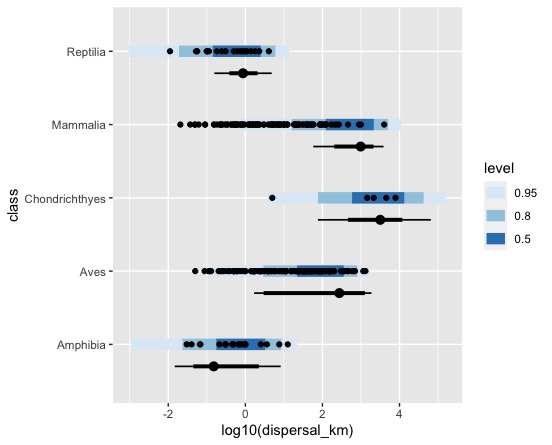 Reptilia
Mammalia
Chondrichthyes
Aves
Amphibia
class
-2
0
2
4
log10(dispersal_km)
level
0.95
0.8
0.5